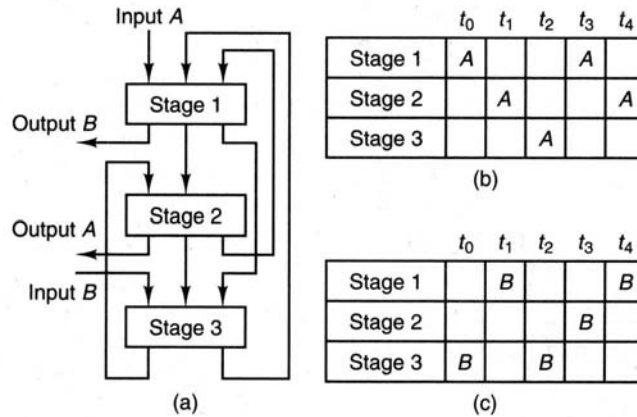 Input A
Stage 1
Output B
Stage 2
Output A
Input B
Stage 3
(a)
t0 t1 t2 t3 t4
Stage 1 A A
Stage 2 A A
Stage 3 A
(b)
t0 t1 t2 t3 t4
Stage 1 B B
Stage 2 B
Stage 3 B B
(c)